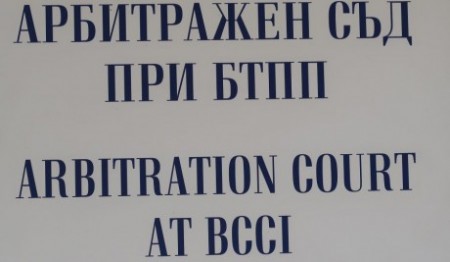 АРБИТРАЖЕН СЪД
ПРИ БТПП
ARBITRATION COURT
AT BCCI